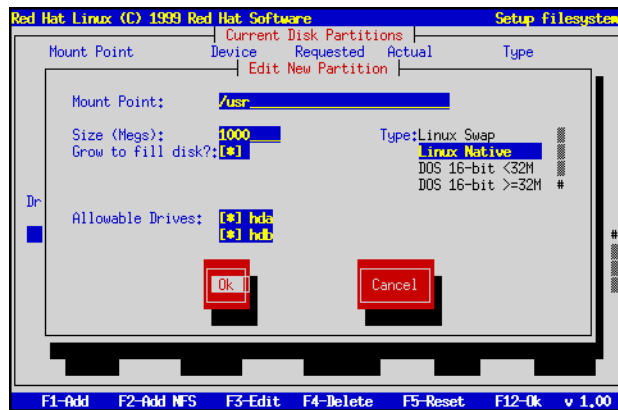 Red Hat Linux (C) 1999 Red Hat Software Setup filesystem
Current Disk Partitions
Mount Point Device Requested Actual Type
Edit New Partition
Mount Point: /usr
Size (Megs): 1000 Type:Linux Swap
Grow to fill disk?:[*] Linux Native
DOS 16-bit <32M
DOS 16-bit >=32M #
Dr
Allowable Drives: [*] hda
[*] hdb #
Ok Cancel
F1-Add F2-Add NFS F3-Edit F4-Delete F5-Reset F12-Ok v 1.00